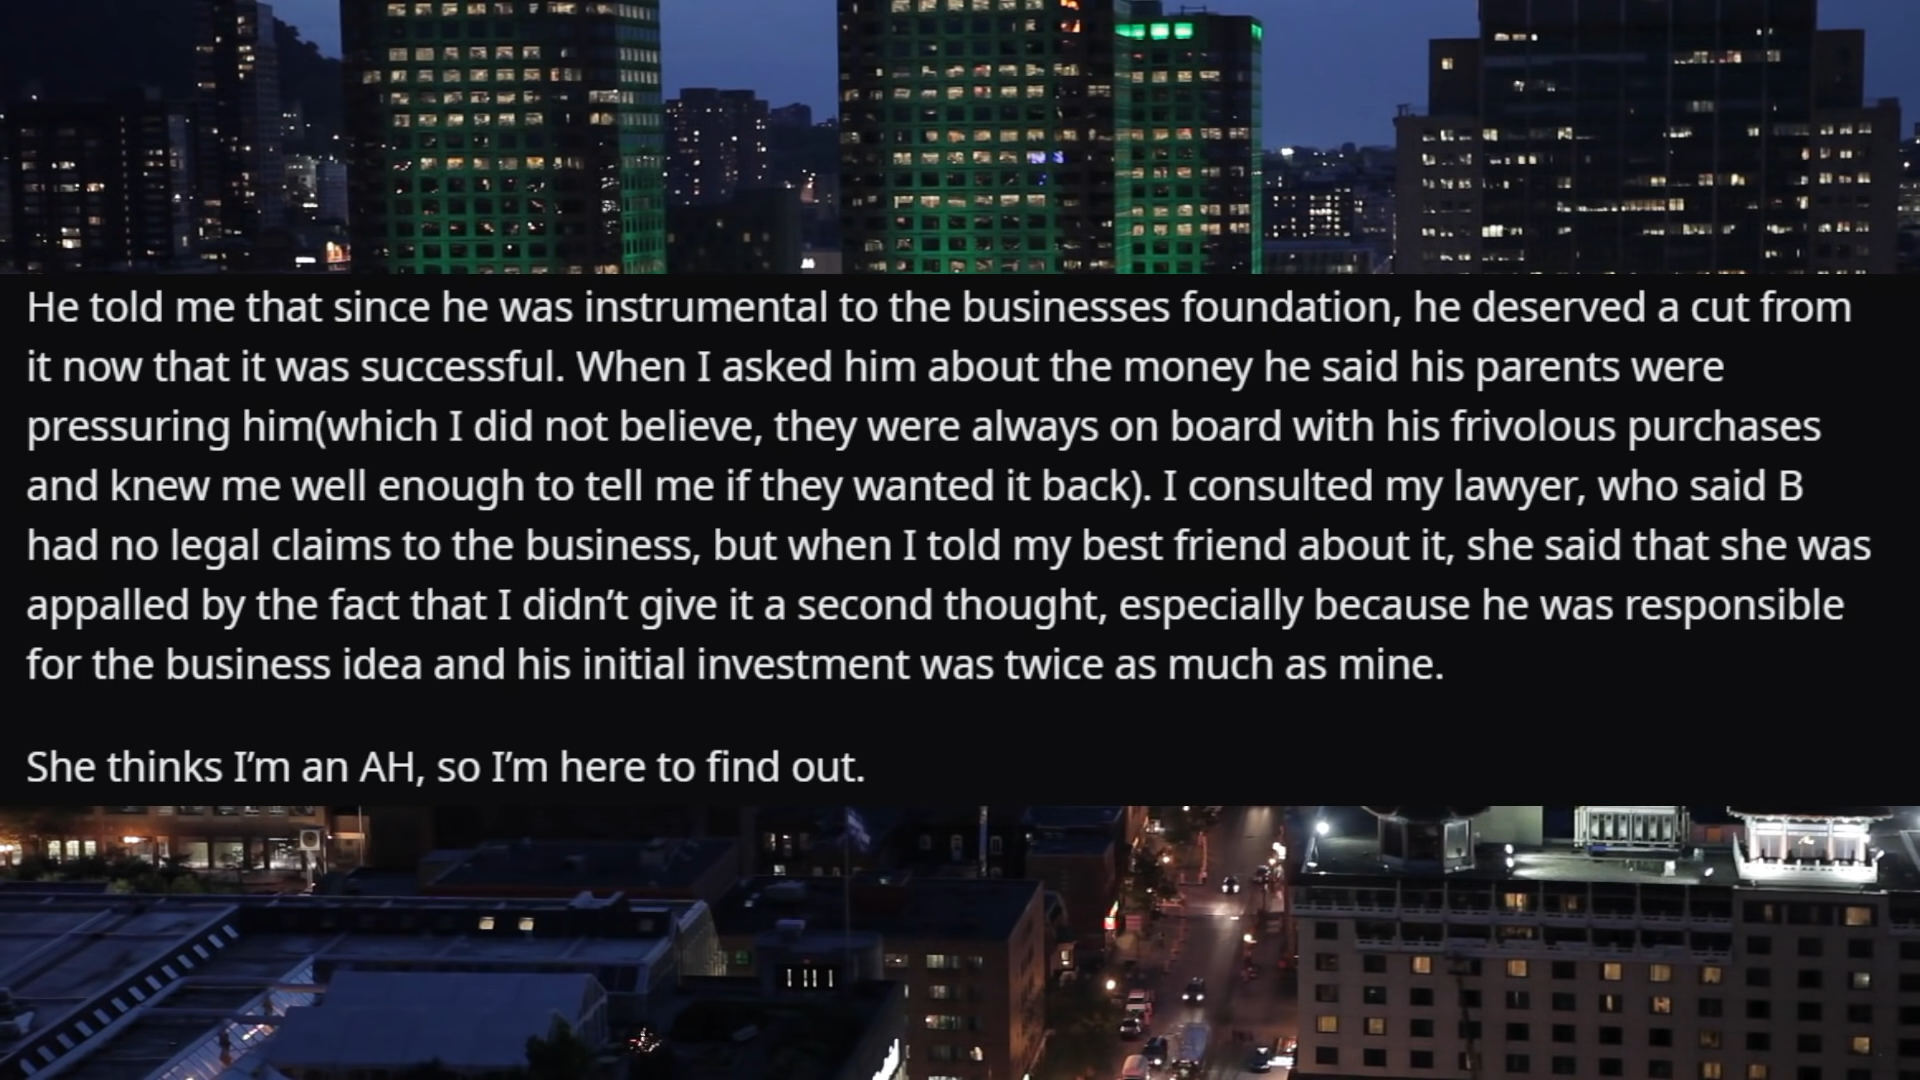 He told me that since he was instrumental to the businesses foundation, he deserved a cut from
it now that it was successful. When I asked him about the money he said his parents were
pressuring him(which I did not believe, they were always on board with his frivolous purchases
and knew me well enough to tell me if they wanted it back). I consulted my lawyer, who said B
had no legal claims to the business, but when I told my best friend about it, she said that she was
appalled by the fact that I didn’t give it a second thought, especially because he was responsible
for the business idea and his initial investment was twice as much as mine.
She thinks I’m an AH, so I’m here to find out.